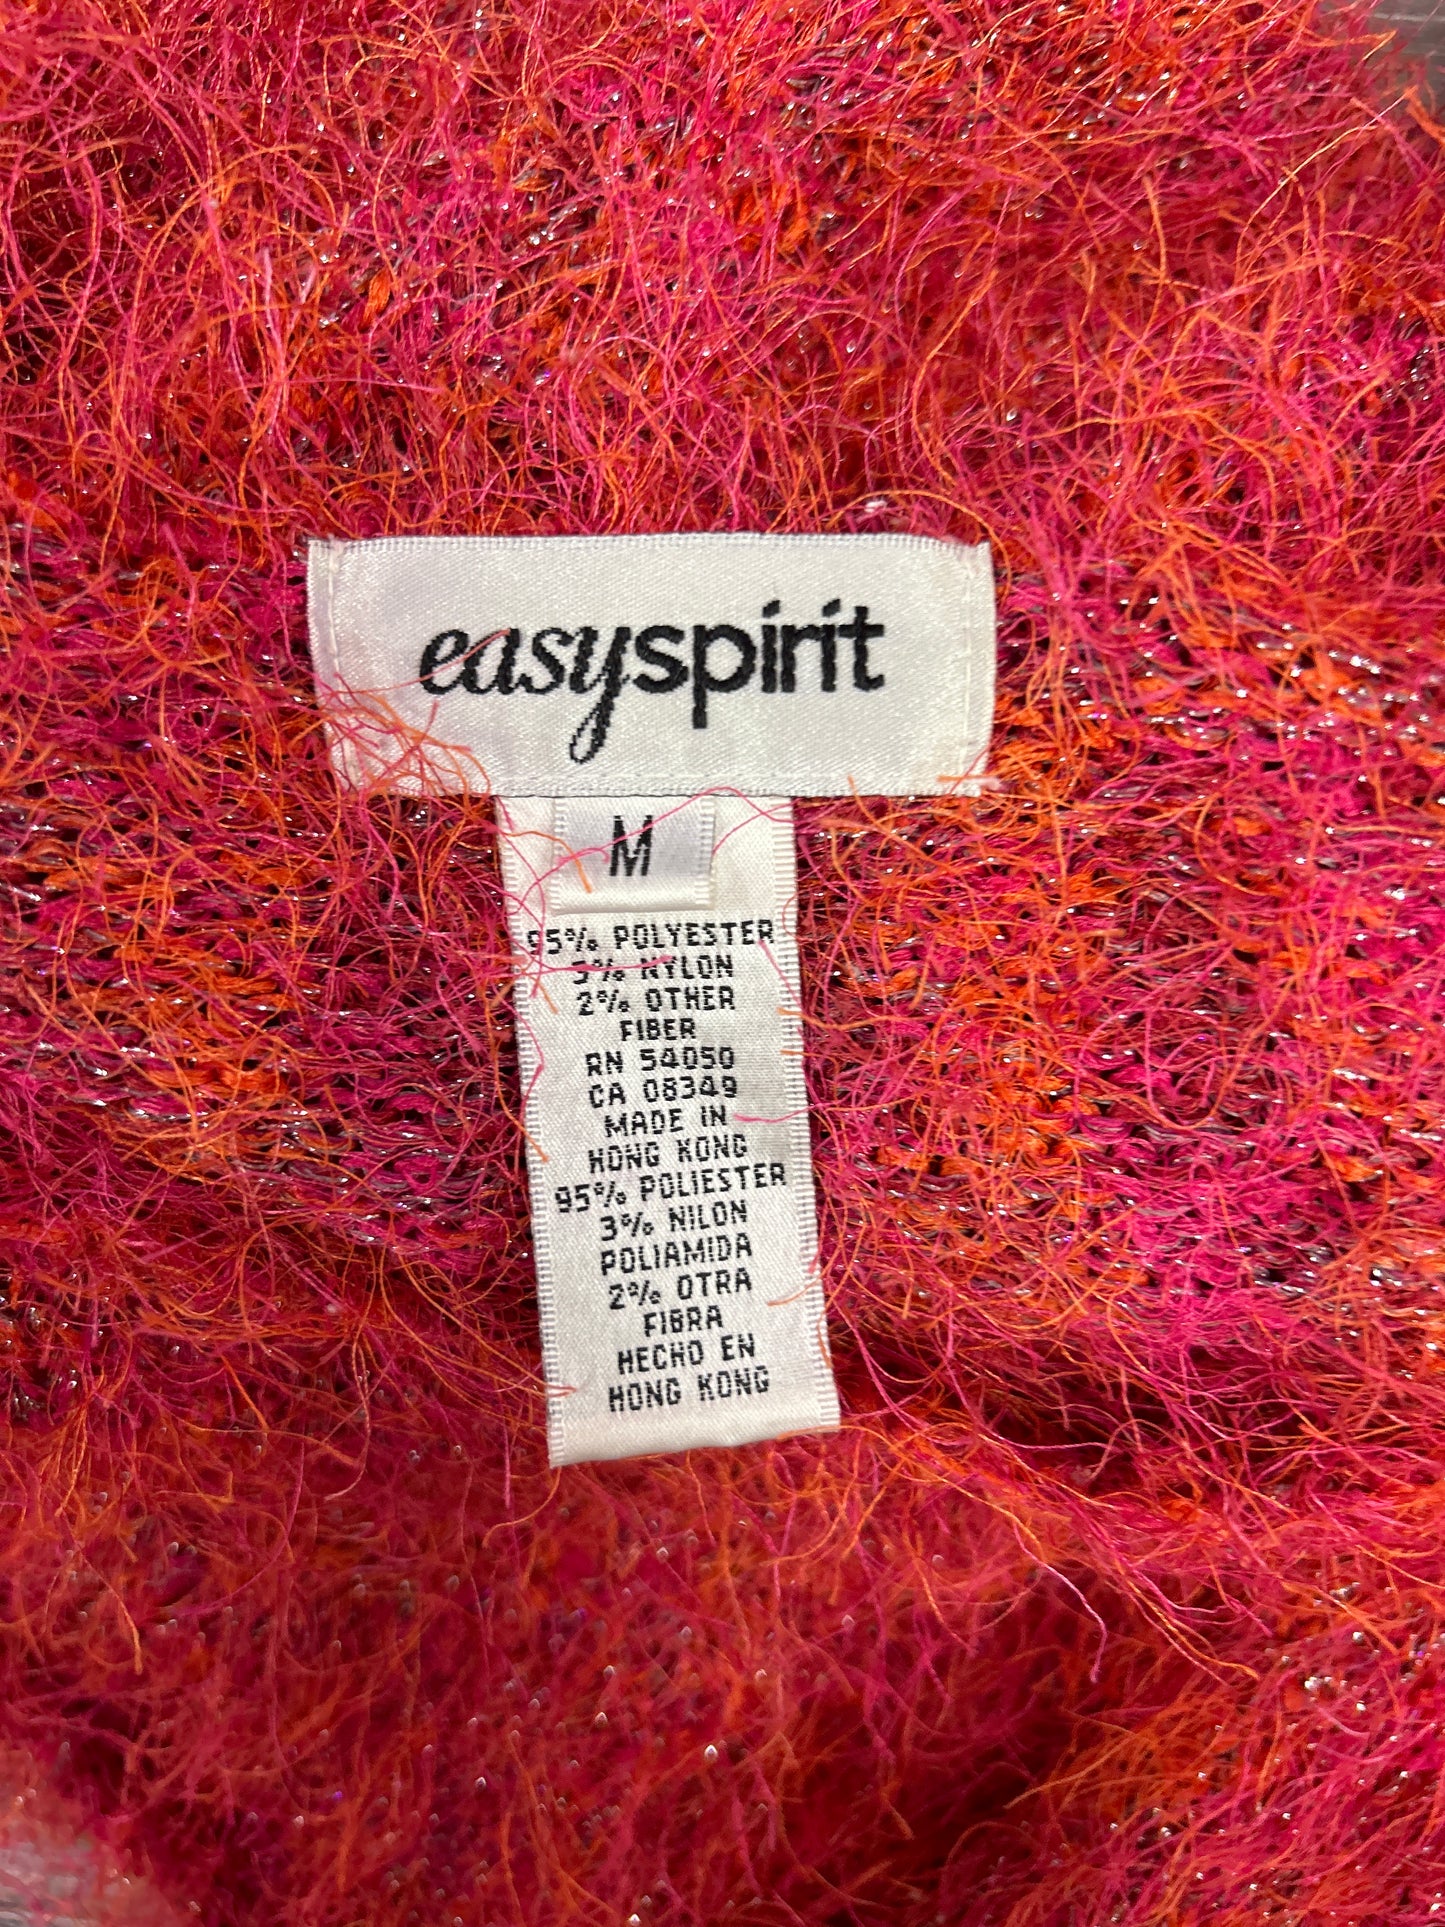 easyspirit
M
95% POLYESTER
3% NYLON
2% OTHER
FIBER
RN 54050
CA 08349
MADE IN
HONG KONG
95% POLIESTER
3% NILON
POLIAMIDA
2% OTRA
FIBRA
HECHO EN
HONG KONG